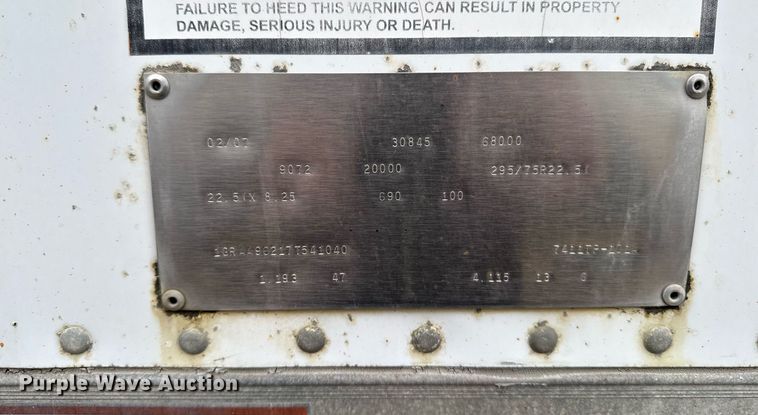 FAILURE TO HEED THIS WARNING CAN RESULT IN PROPERTY
DAMAGE, SERIOUS INJURY OR DEATH.
02/07 30845 68000
9072 20000 295/75R22.5
22.5 X 8.25 690 100
1.193 47 4.115 13 6
Purple Wave Auction